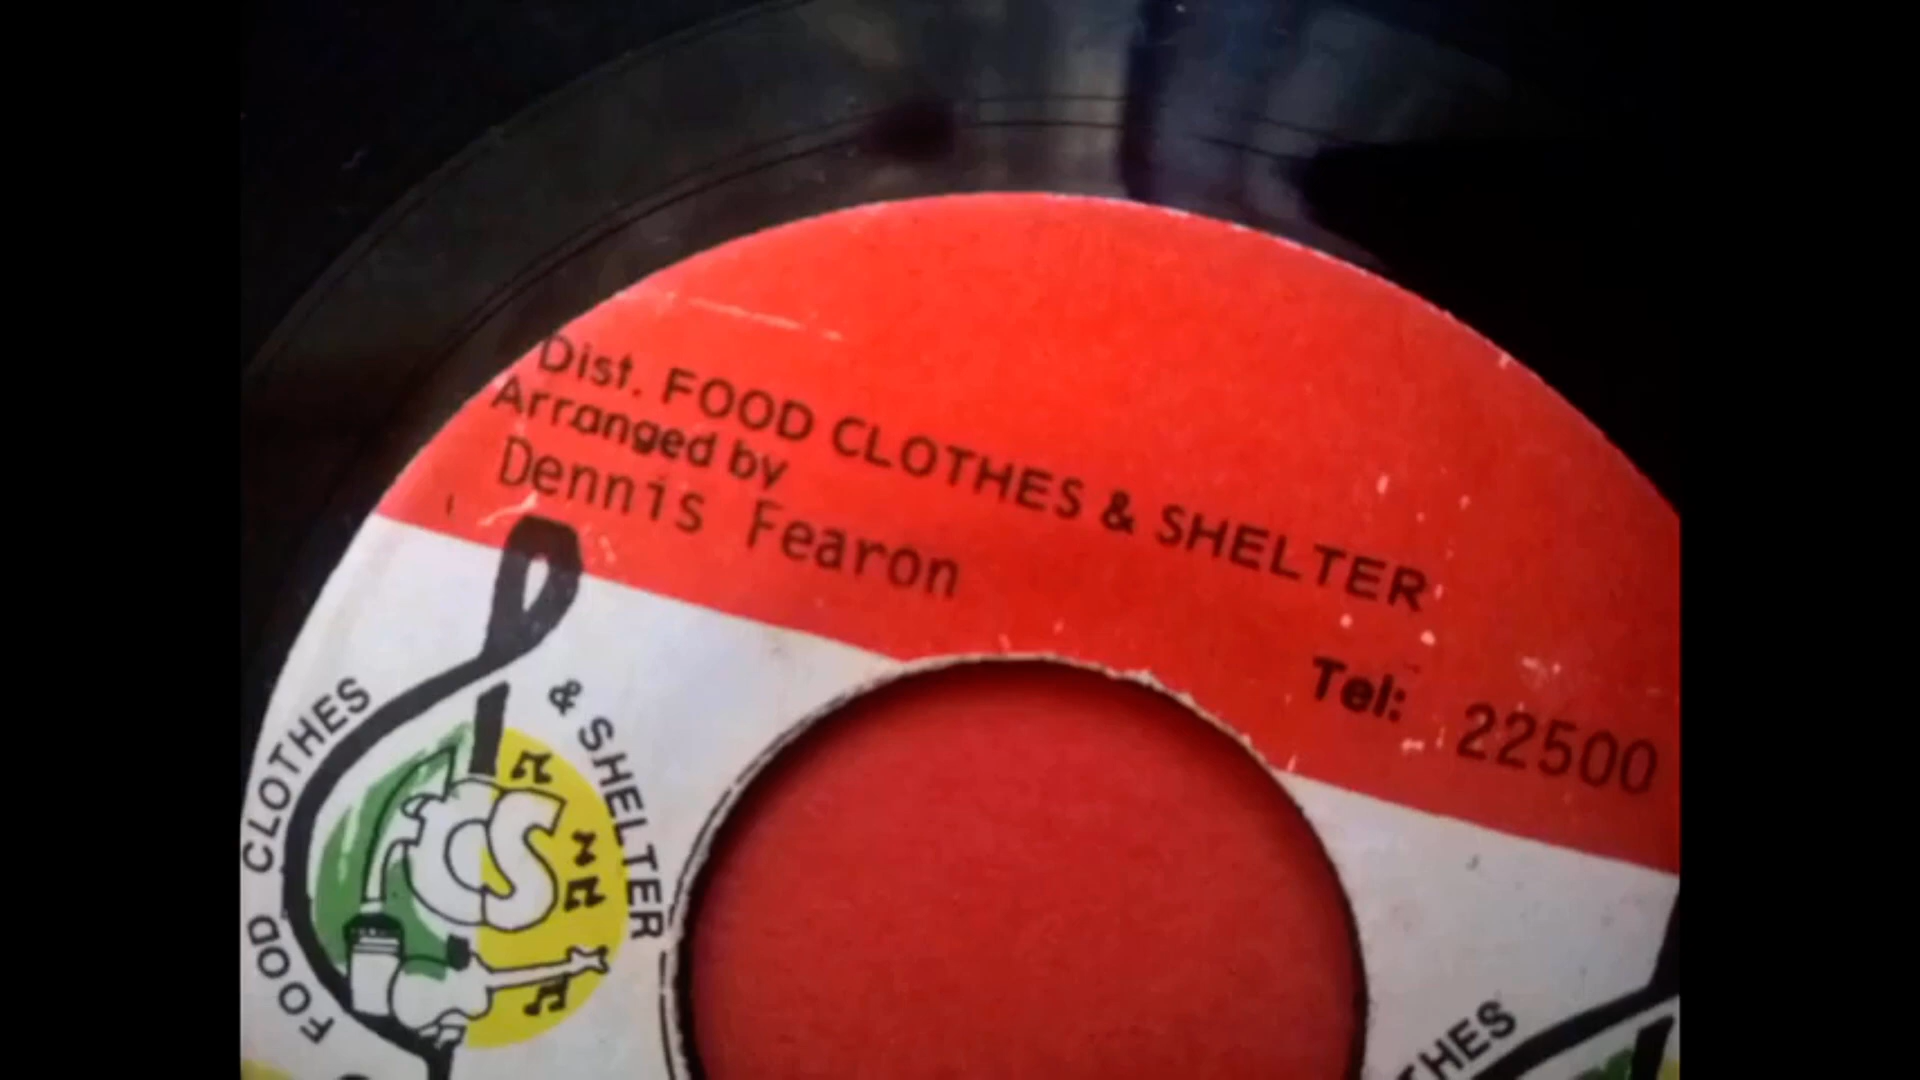 Dist. FOOD CLOTHES & SHELTER
Arranged by
Dennis Fearon
Tel: 22500
FOOD CLOTHES & SHELTER
CS
THES